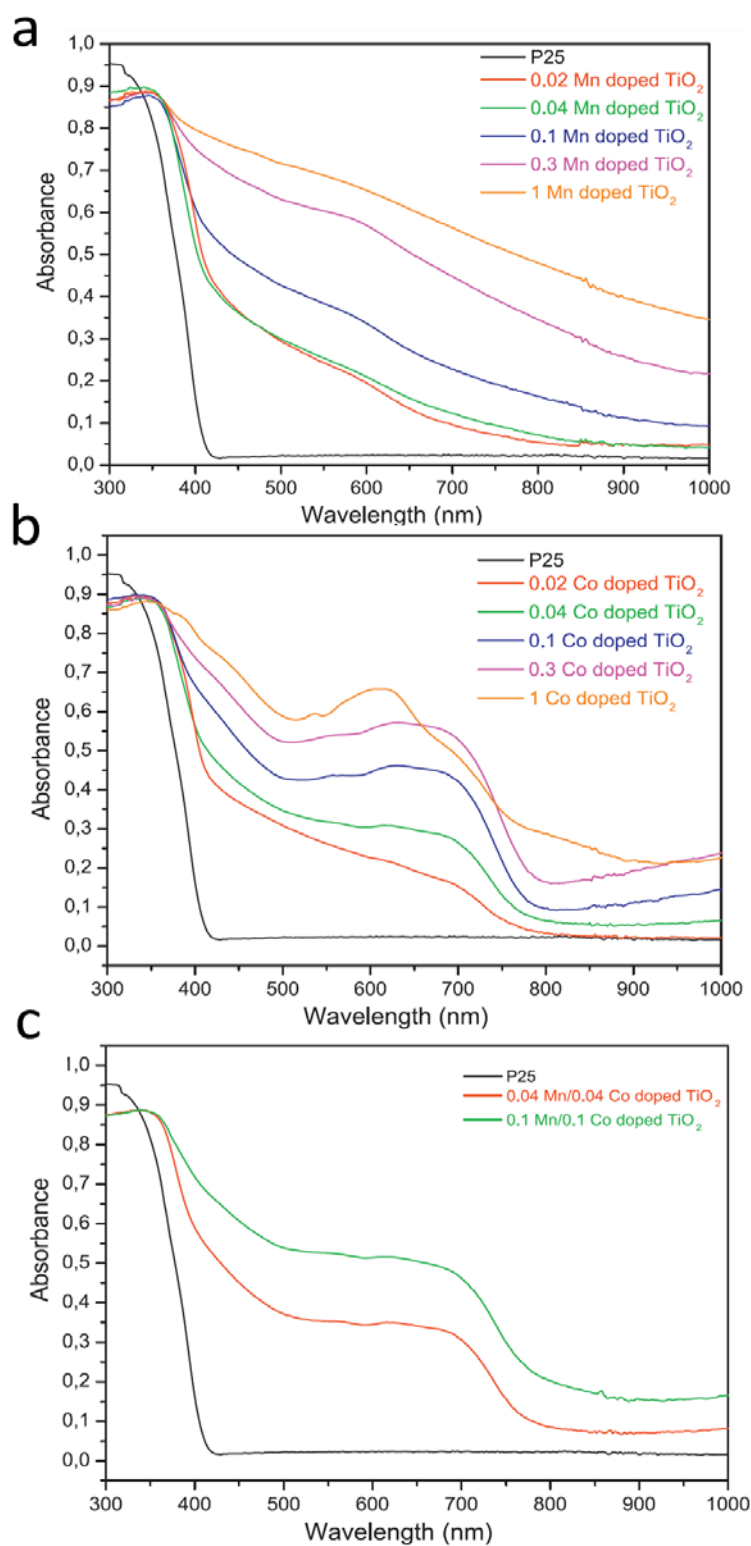 a
1,0
0,9
0,8
0,7
0,6
0,5
0,4
0,3
0,2
0,1
0,0
Absorbance
P25
0.02 Mn doped TiO₂
0.04 Mn doped TiO₂
0.1 Mn doped TiO₂
0.3 Mn doped TiO₂
1 Mn doped TiO₂
300 400 500 600 700 800 900 1000
Wavelength (nm)
b
1,0
0,9
0,8
0,7
0,6
0,5
0,4
0,3
0,2
0,1
0,0
Absorbance
P25
0.02 Co doped TiO₂
0.04 Co doped TiO₂
0.1 Co doped TiO₂
0.3 Co doped TiO₂
1 Co doped TiO₂
300 400 500 600 700 800 900 1000
Wavelength (nm)
c
1,0
0,9
0,8
0,7
0,6
0,5
0,4
0,3
0,2
0,1
0,0
Absorbance
P25
0.04 Mn/0.04 Co doped TiO₂
0.1 Mn/0.1 Co doped TiO₂
300 400 500 600 700 800 900 1000
Wavelength (nm)